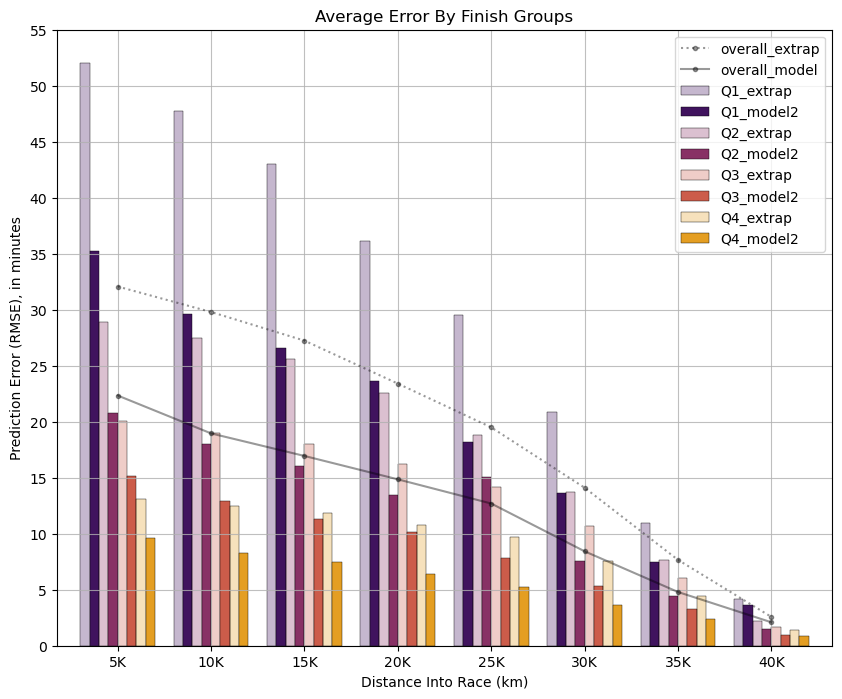 Average Error By Finish Groups
55
50
45
40
35
30
25
20
15
10
5
0
Prediction Error (RMSE), in minutes
overall_extrap
overall_model
Q1_extrap
Q1_model2
Q2_extrap
Q2_model2
Q3_extrap
Q3_model2
Q4_extrap
Q4_model2
5K 10K 15K 20K 25K 30K 35K 40K
Distance Into Race (km)